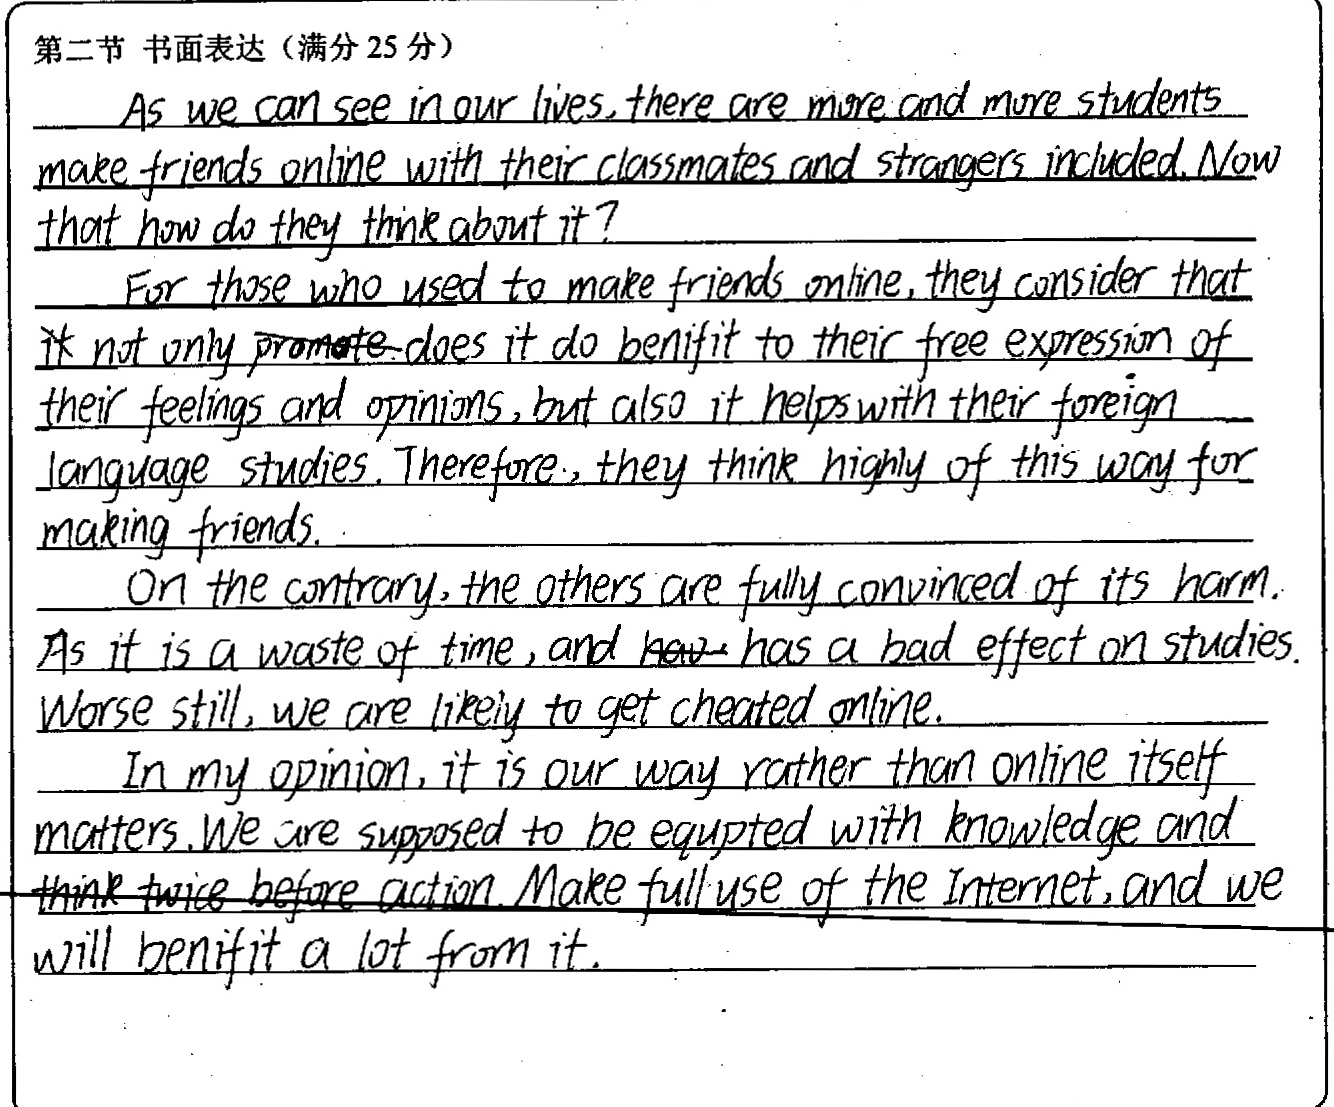 第二节 书面表达（满分 25 分）
As we can see in our lives, there are more and more students
make friends online with their classmates and strangers included. Now
that how do they think about it?
For those who used to make friends online, they consider that
it not only promote does it do benifit to their free expression of
their feelings and opinions, but also it helps with their foreign
language studies. Therefore, they think highly of this way for
making friends.
On the contrary, the others are fully convinced of its harm.
As it is a waste of time, and hav has a bad effect on studies.
Worse still, we are likely to get cheated online.
In my opinion, it is our way rather than online itself
matters. We are supposed to be equpted with knowledge and
think twice before action. Make full use of the Internet, and we
will benifit a lot from it.